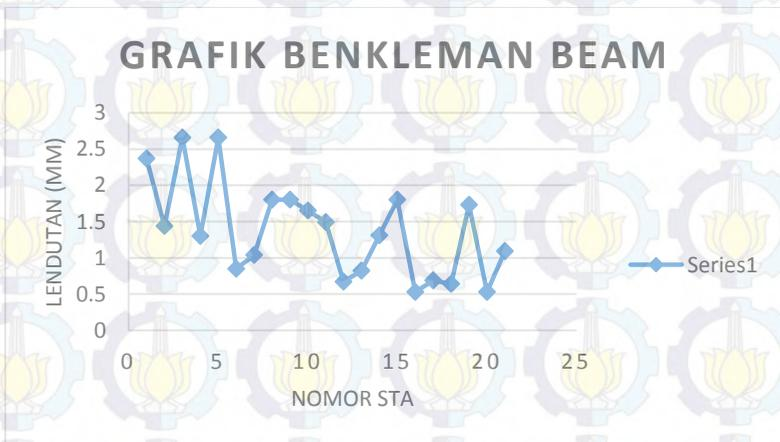 GRAFIK BENKLEMAN BEAM
LENDUTAN (MM)
3
2.5
2
1.5
1
0.5
0
0 5 10 15 20 25
NOMOR STA
Series1